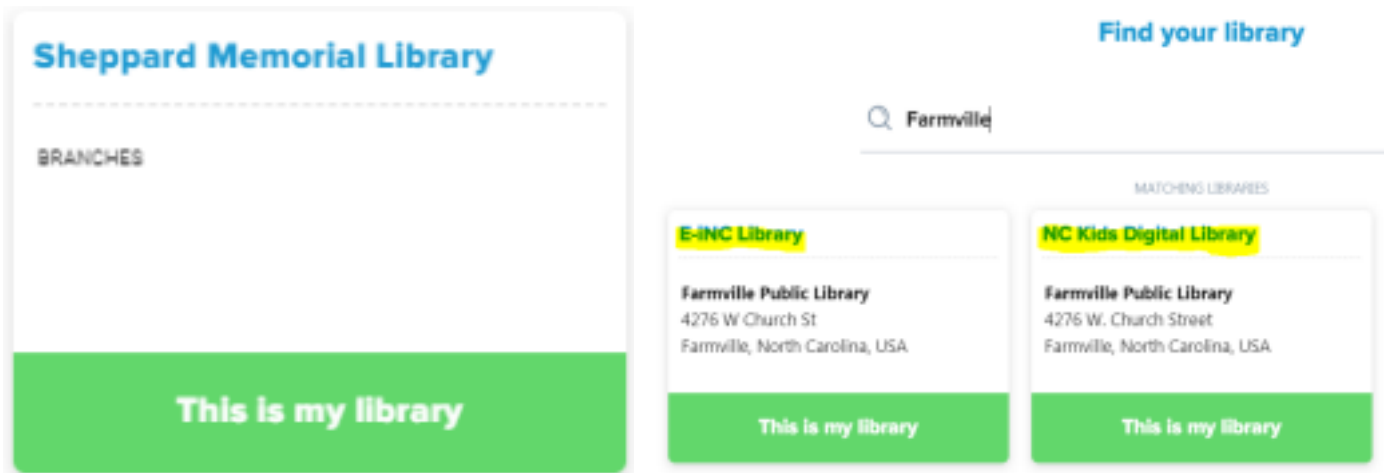 Sheppard Memorial Library
BRANCHES
This is my library
Find your library
Farmville
MATCHING LIBRARIES
E-iNC Library
Farmville Public Library
4276 W Church St
Farmville, North Carolina, USA
This is my library
NC Kids Digital Library
Farmville Public Library
4276 W. Church Street
Farmville, North Carolina, USA
This is my library